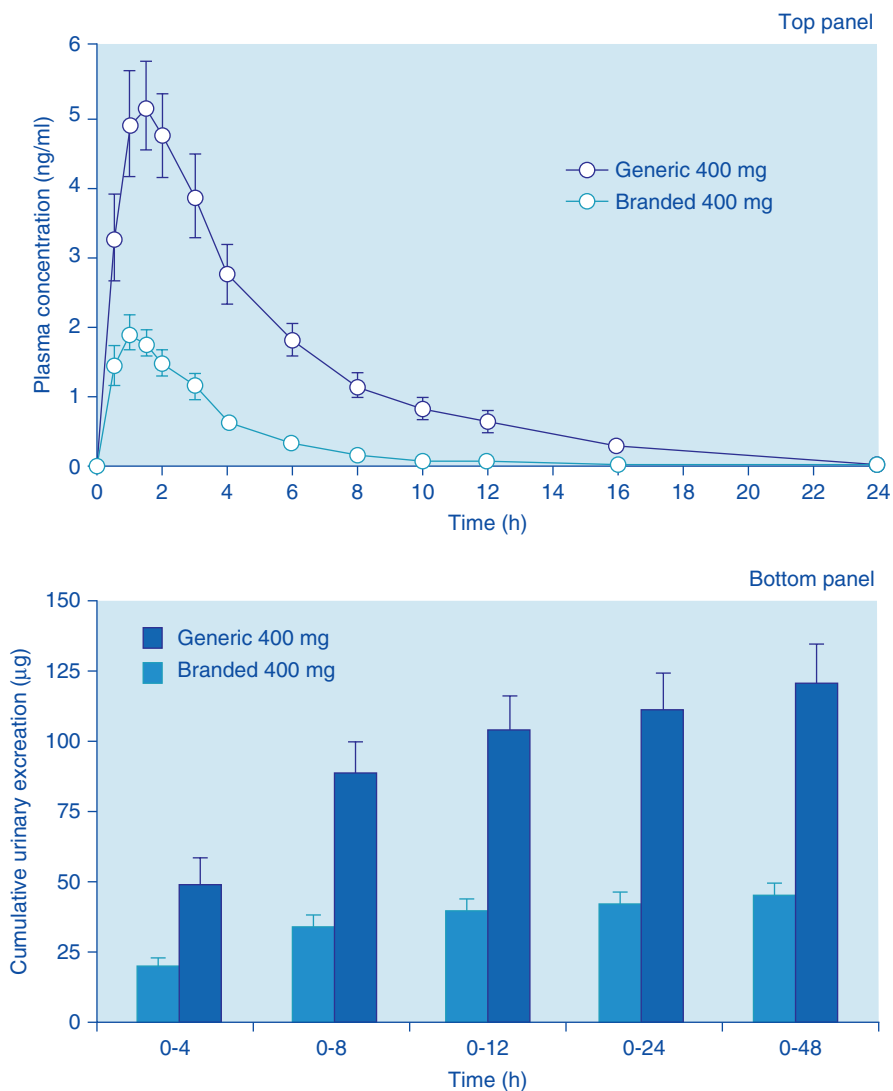 Top panel
6
5
4
3
2
1
0
Plasma concentration (ng/ml)
Generic 400 mg
Branded 400 mg
0 2 4 6 8 10 12 14 16 18 20 22 24
Time (h)
Bottom panel
150
125
100
75
50
25
0
Cumulative urinary excreation (μg)
Generic 400 mg
Branded 400 mg
0-4 0-8 0-12 0-24 0-48
Time (h)